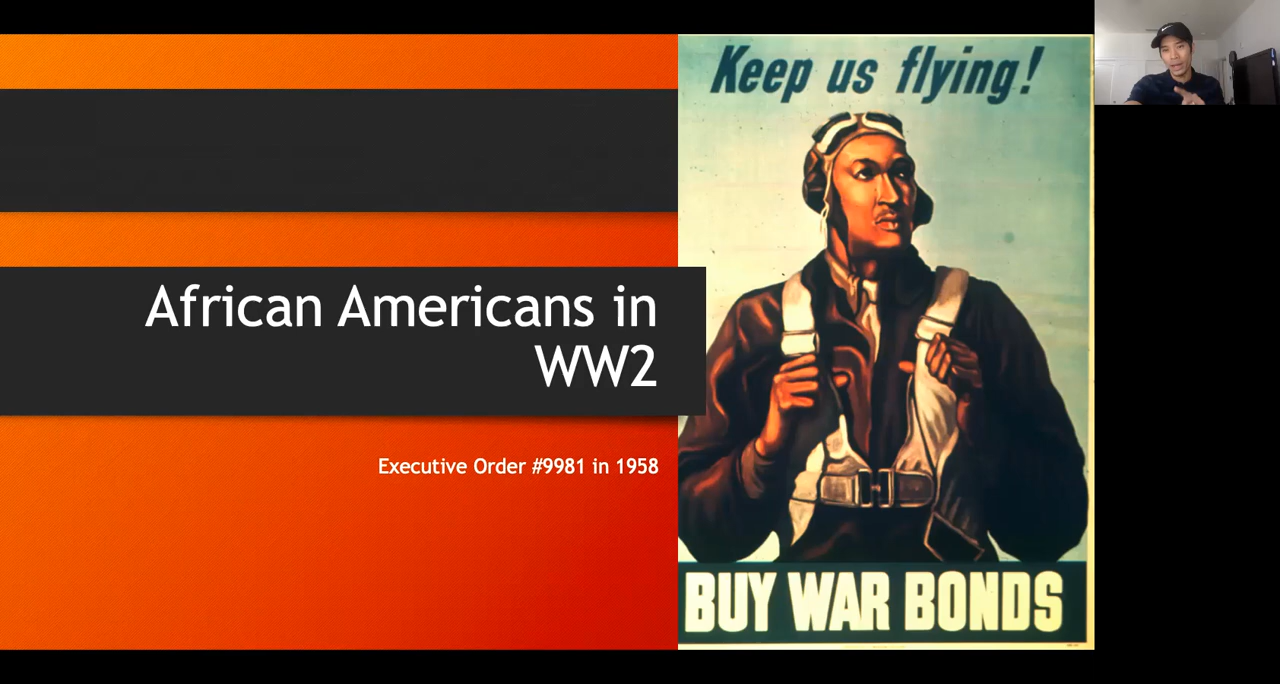 African Americans in
WW2
Executive Order #9981 in 1958
Keep us flying!
BUY WAR BONDS